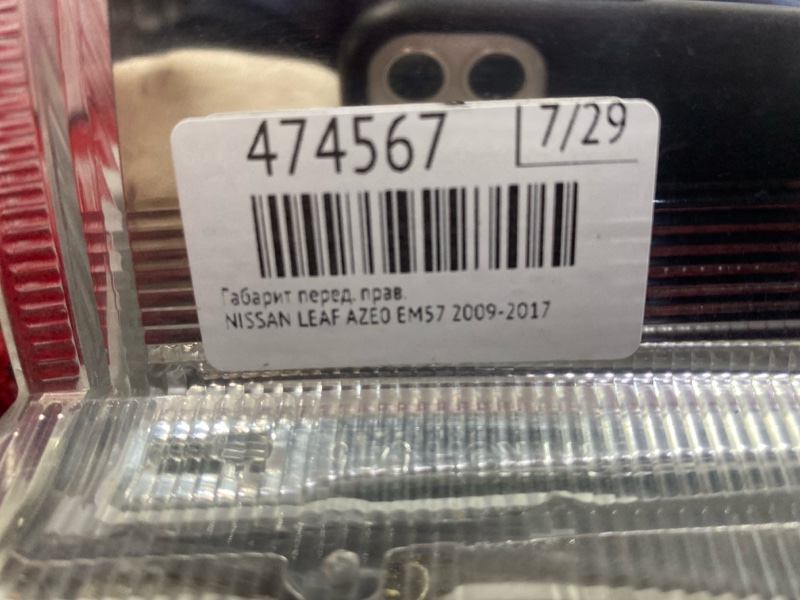 474567
7/29
Габарит перед. прав.
NISSAN LEAF AZE0 EM57 2009-2017